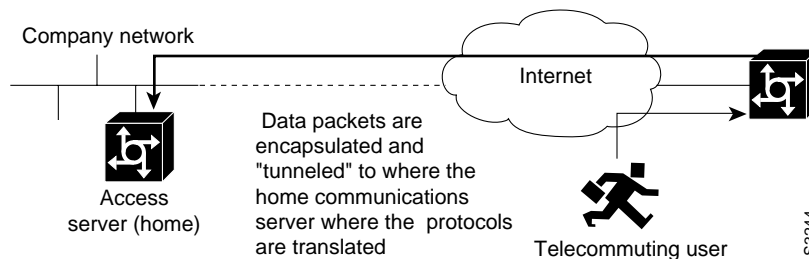 Company network
Internet
Data packets are
encapsulated and
"tunneled" to where the
home communications
server where the protocols
are translated
Access
server (home)
Telecommuting user